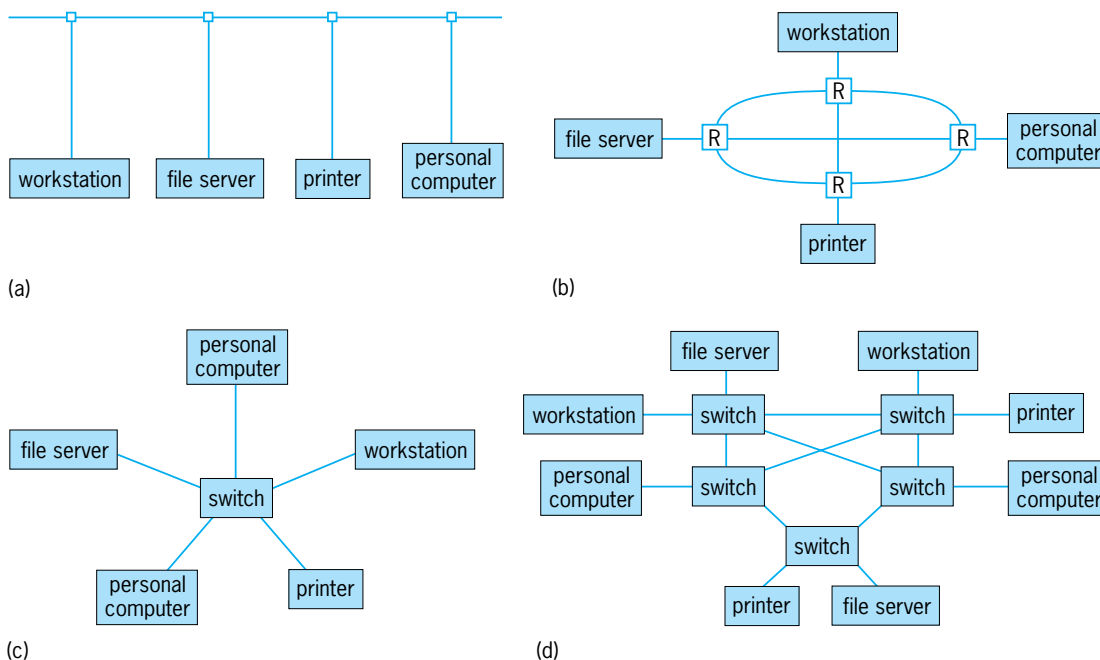 workstation
file server
printer
personal
computer
(a)
workstation
R
file server
R
R
personal
computer
R
printer
(b)
personal
computer
file server
workstation
switch
personal
computer
printer
(c)
file server
workstation
workstation
switch
switch
printer
personal
computer
switch
switch
personal
computer
switch
printer
file server
(d)